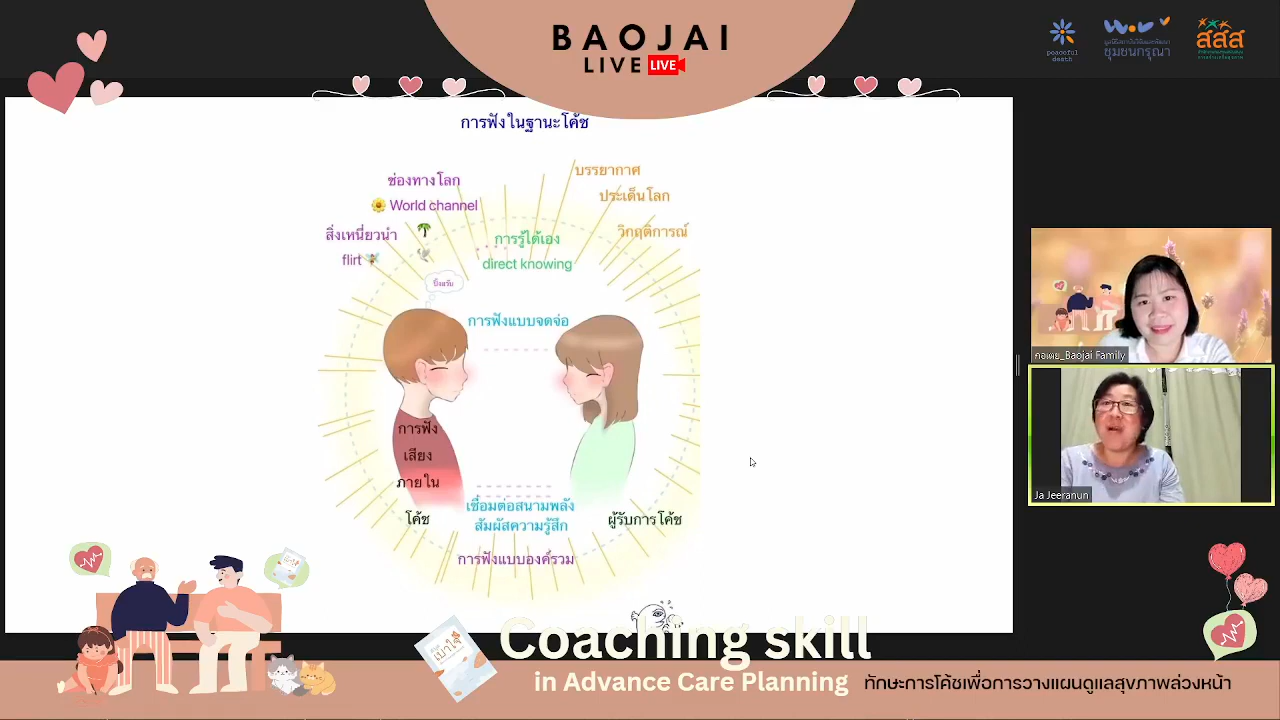 BAOJAI
LIVE LIVE
peaceful
death
ชุมชนกรุณา
สสส
การฟังในฐานะโค้ช
ช่องทางโลก
World channel
สิ่งเหนี่ยวนำ
flirt
บรรยากาศ
ประเด็นโลก
วิกฤติการณ์
การรู้ได้เอง
direct knowing
การฟังแบบจดจ่อ
การฟัง
เสียง
ภายใน
โค้ช
เชื่อมต่อสนามพลัง
สัมผัสความรู้สึก
ผู้รับการโค้ช
การฟังแบบองค์รวม
กอเตย_Baojai Family
Ja Jeeranun
เบาใจ
Coaching skill
in Advance Care Planning
ทักษะการโค้ชเพื่อการวางแผนดูแลสุขภาพล่วงหน้า